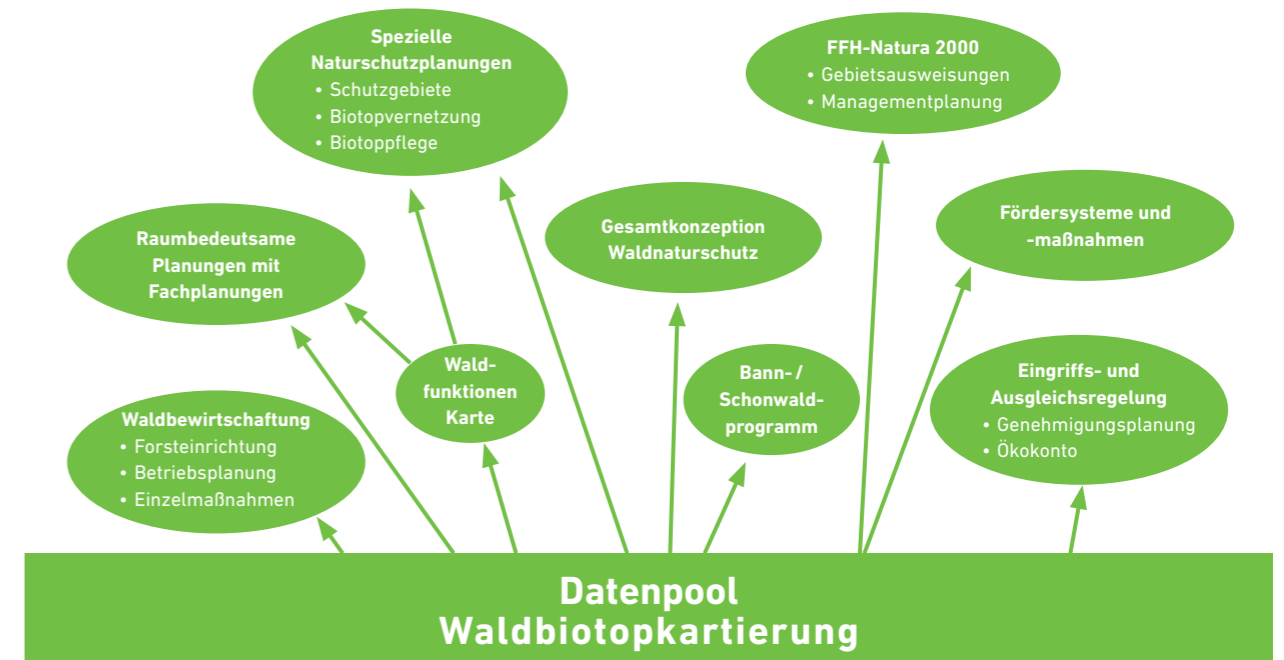 Spezielle
Naturschutzplanungen
• Schutzgebiete
• Biotopvernetzung
• Biotoppflege
FFH-Natura 2000
• Gebietsausweisungen
• Managementplanung
Raumbedeutsame
Planungen mit
Fachplanungen
Gesamtkonzeption
Waldnaturschutz
Fördersysteme und
-maßnahmen
Wald-
funktionen
Karte
Bann- /
Schonwald-
programm
Waldbewirtschaftung
• Forsteinrichtung
• Betriebsplanung
• Einzelmaßnahmen
Eingriffs- und
Ausgleichsregelung
• Genehmigungsplanung
• Ökokonto
Datenpool
Waldbiotopkartierung